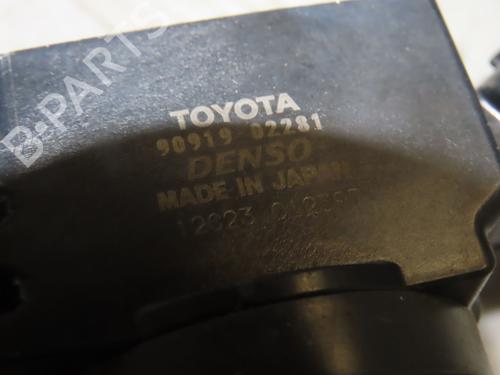 B-PARTS
TOYOTA
90919 02281
DENSO
MADE IN JAPAN